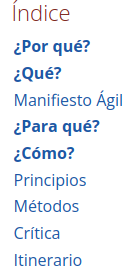 Índice
¿Por qué?
¿Qué?
Manifiesto Ágil
¿Para qué?
¿Cómo?
Principios
Métodos
Crítica
Itinerario